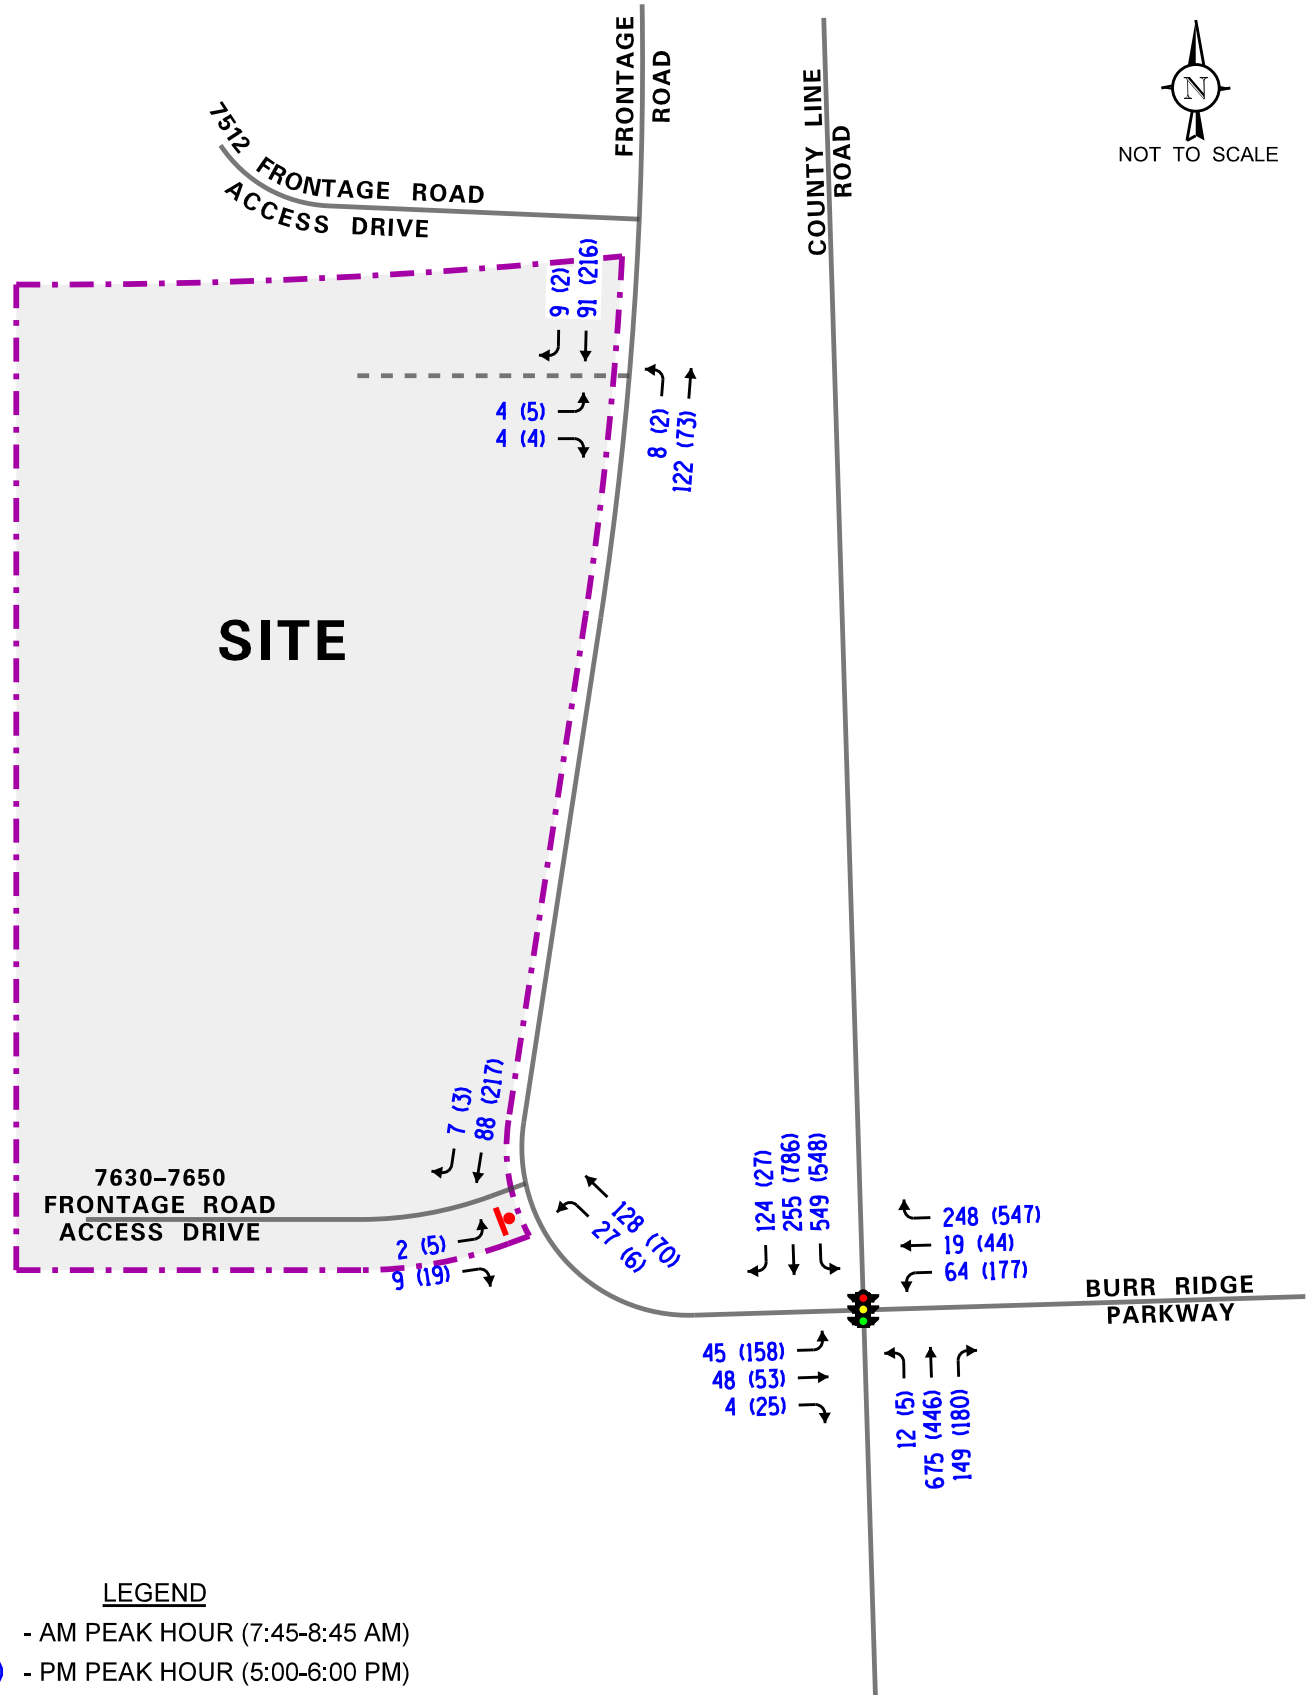 FRONTAGE
ROAD
COUNTY LINE
ROAD
N
NOT TO SCALE
7512 FRONTAGE ROAD
ACCESS DRIVE
9 (2)
91 (216)
4 (5)
4 (4)
8 (2)
122 (73)
SITE
7 (3)
88 (217)
7630-7650
FRONTAGE ROAD
ACCESS DRIVE
2 (5)
9 (19)
128 (70)
27 (6)
124 (27)
255 (786)
549 (548)
248 (547)
19 (44)
64 (177)
BURR RIDGE
PARKWAY
45 (158)
48 (53)
4 (25)
12 (5)
675 (446)
149 (180)
LEGEND
- AM PEAK HOUR (7:45-8:45 AM)
) - PM PEAK HOUR (5:00-6:00 PM)